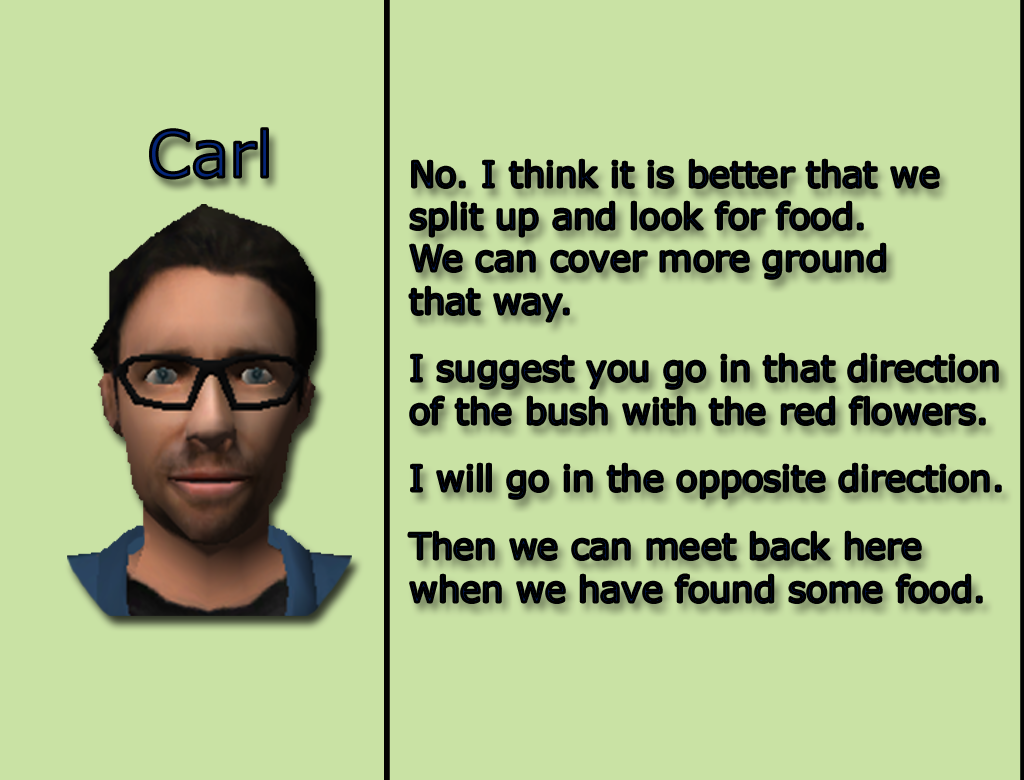 Carl
No. I think it is better that we
split up and look for food.
We can cover more ground
that way.
I suggest you go in that direction
of the bush with the red flowers.
I will go in the opposite direction.
Then we can meet back here
when we have found some food.